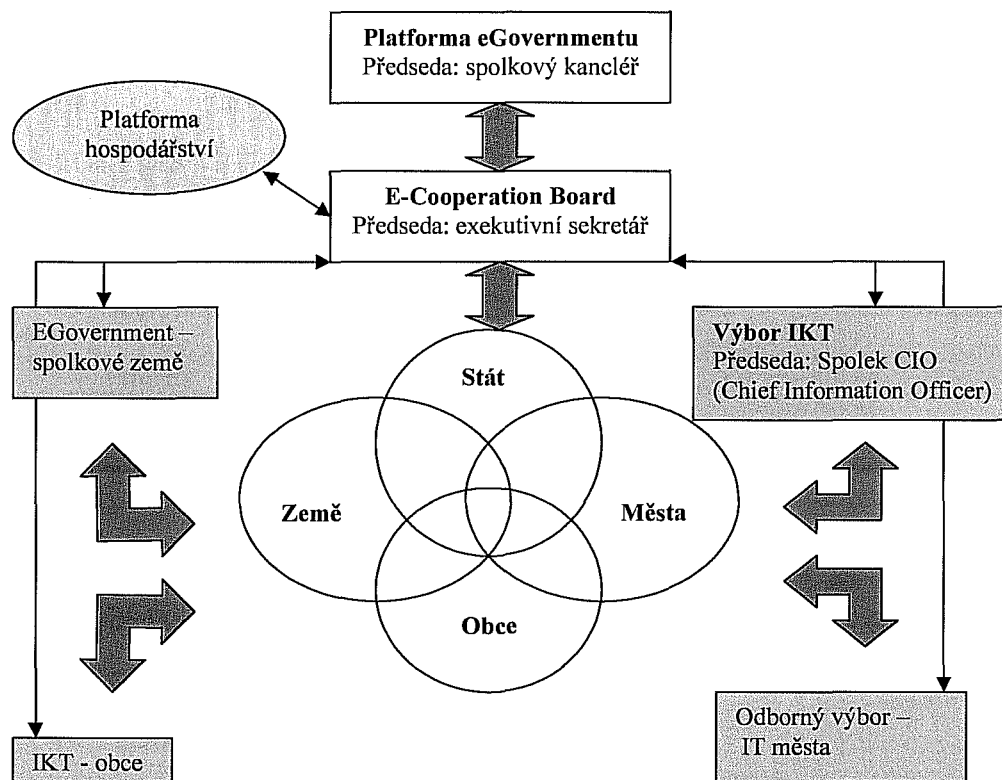 Platforma eGovernmentu
Předseda: spolkový kancléř
Platforma
hospodářství
E-Cooperation Board
Předseda: exekutivní sekretář
EGovernment –
spolkové země
Výbor IKT
Předseda: Spolek CIO
(Chief Information Officer)
Stát
Země
Města
Obce
IKT - obce
Odborný výbor –
IT města